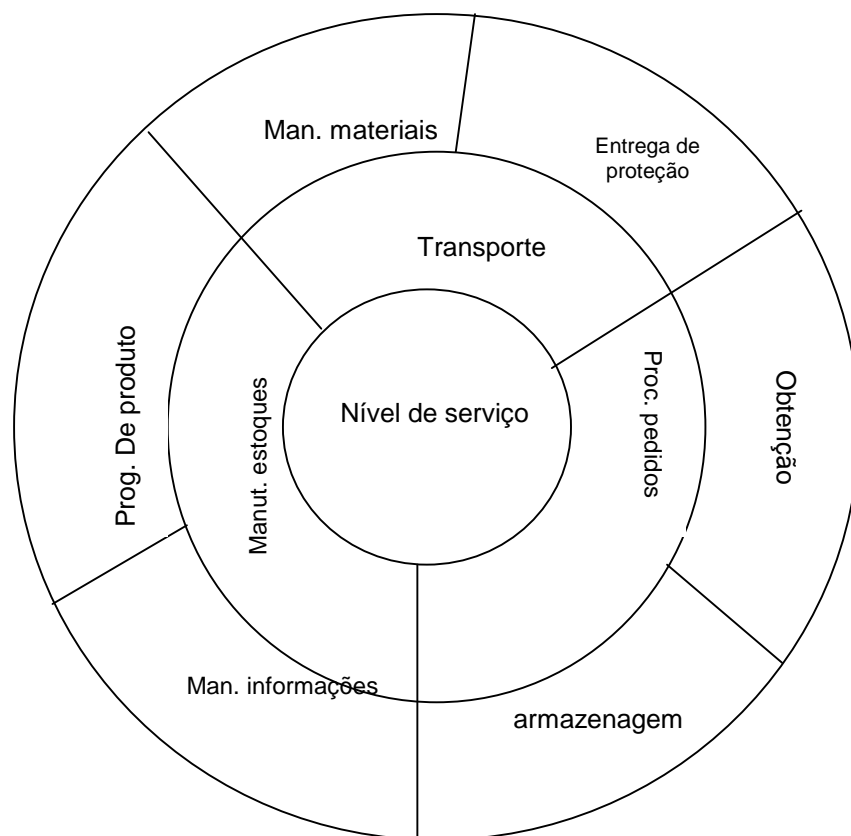 Man. materiais
Entrega de
proteção
Transporte
Prog. De produto
Manut. estoques
Nível de serviço
Proc. pedidos
Obtenção
Man. informações
armazenagem